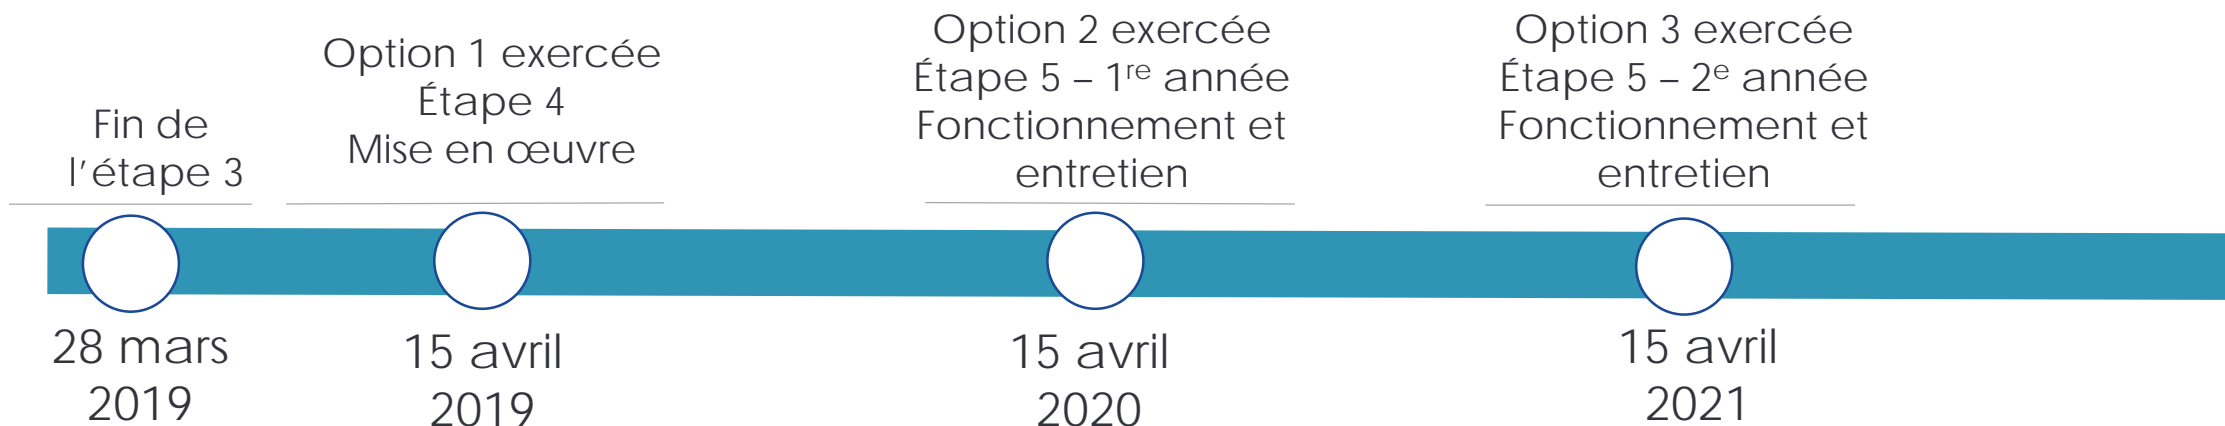 Fin de
l'étape 3
28 mars
2019
Option 1 exercée
Étape 4
Mise en œuvre
15 avril
2019
Option 2 exercée
Étape 5 – 1re année
Fonctionnement et
entretien
15 avril
2020
Option 3 exercée
Étape 5 – 2e année
Fonctionnement et
entretien
15 avril
2021